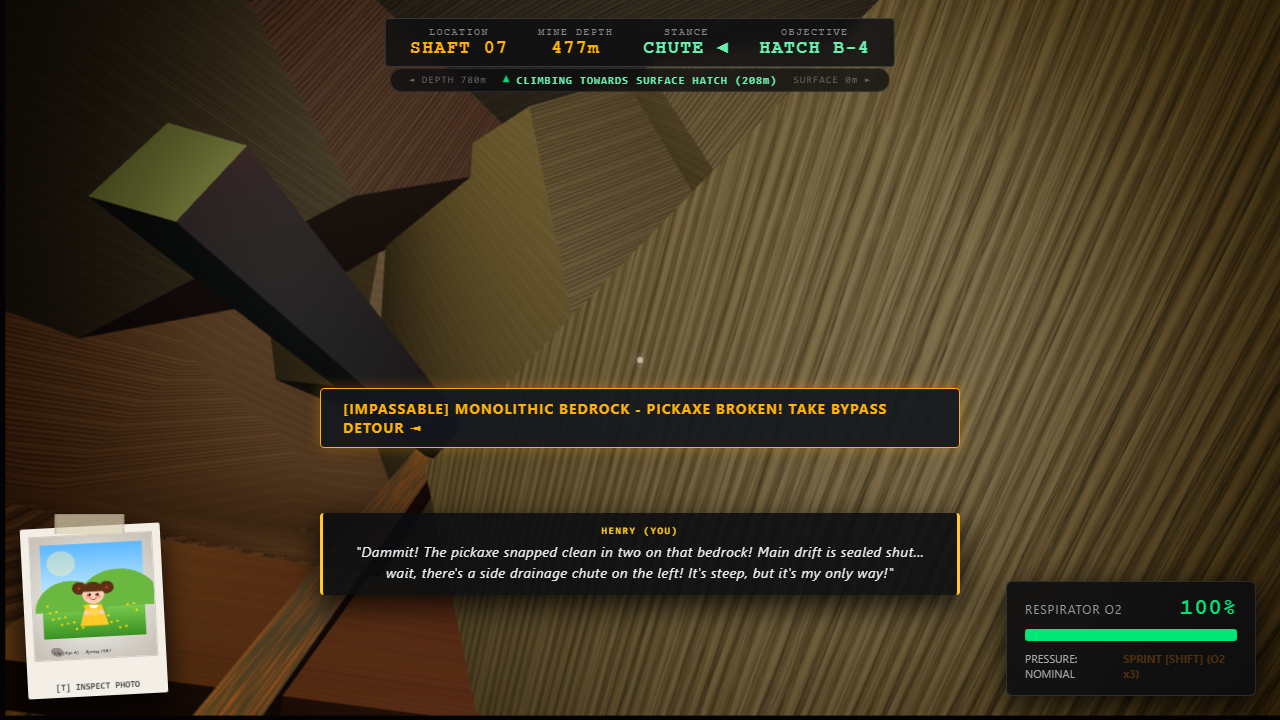 LOCATION MINE DEPTH STANCE OBJECTIVE
SHAFT 07 477m CHUTE ◄ HATCH B-4
◄ DEPTH 780m ▲ CLIMBING TOWARDS SURFACE HATCH (208m) SURFACE 0m ►
[IMPASSABLE] MONOLITHIC BEDROCK - PICKAXE BROKEN! TAKE BYPASS
DETOUR
HENRY (YOU)
"Dammit! The pickaxe snapped clean in two on that bedrock! Main drift is sealed shut...
wait, there's a side drainage chute on the left! It's steep, but it's my only way!"
[T] INSPECT PHOTO
RESPIRATOR O2 100%
PRESSURE: SPRINT [SHIFT] (O2
NOMINAL x3)